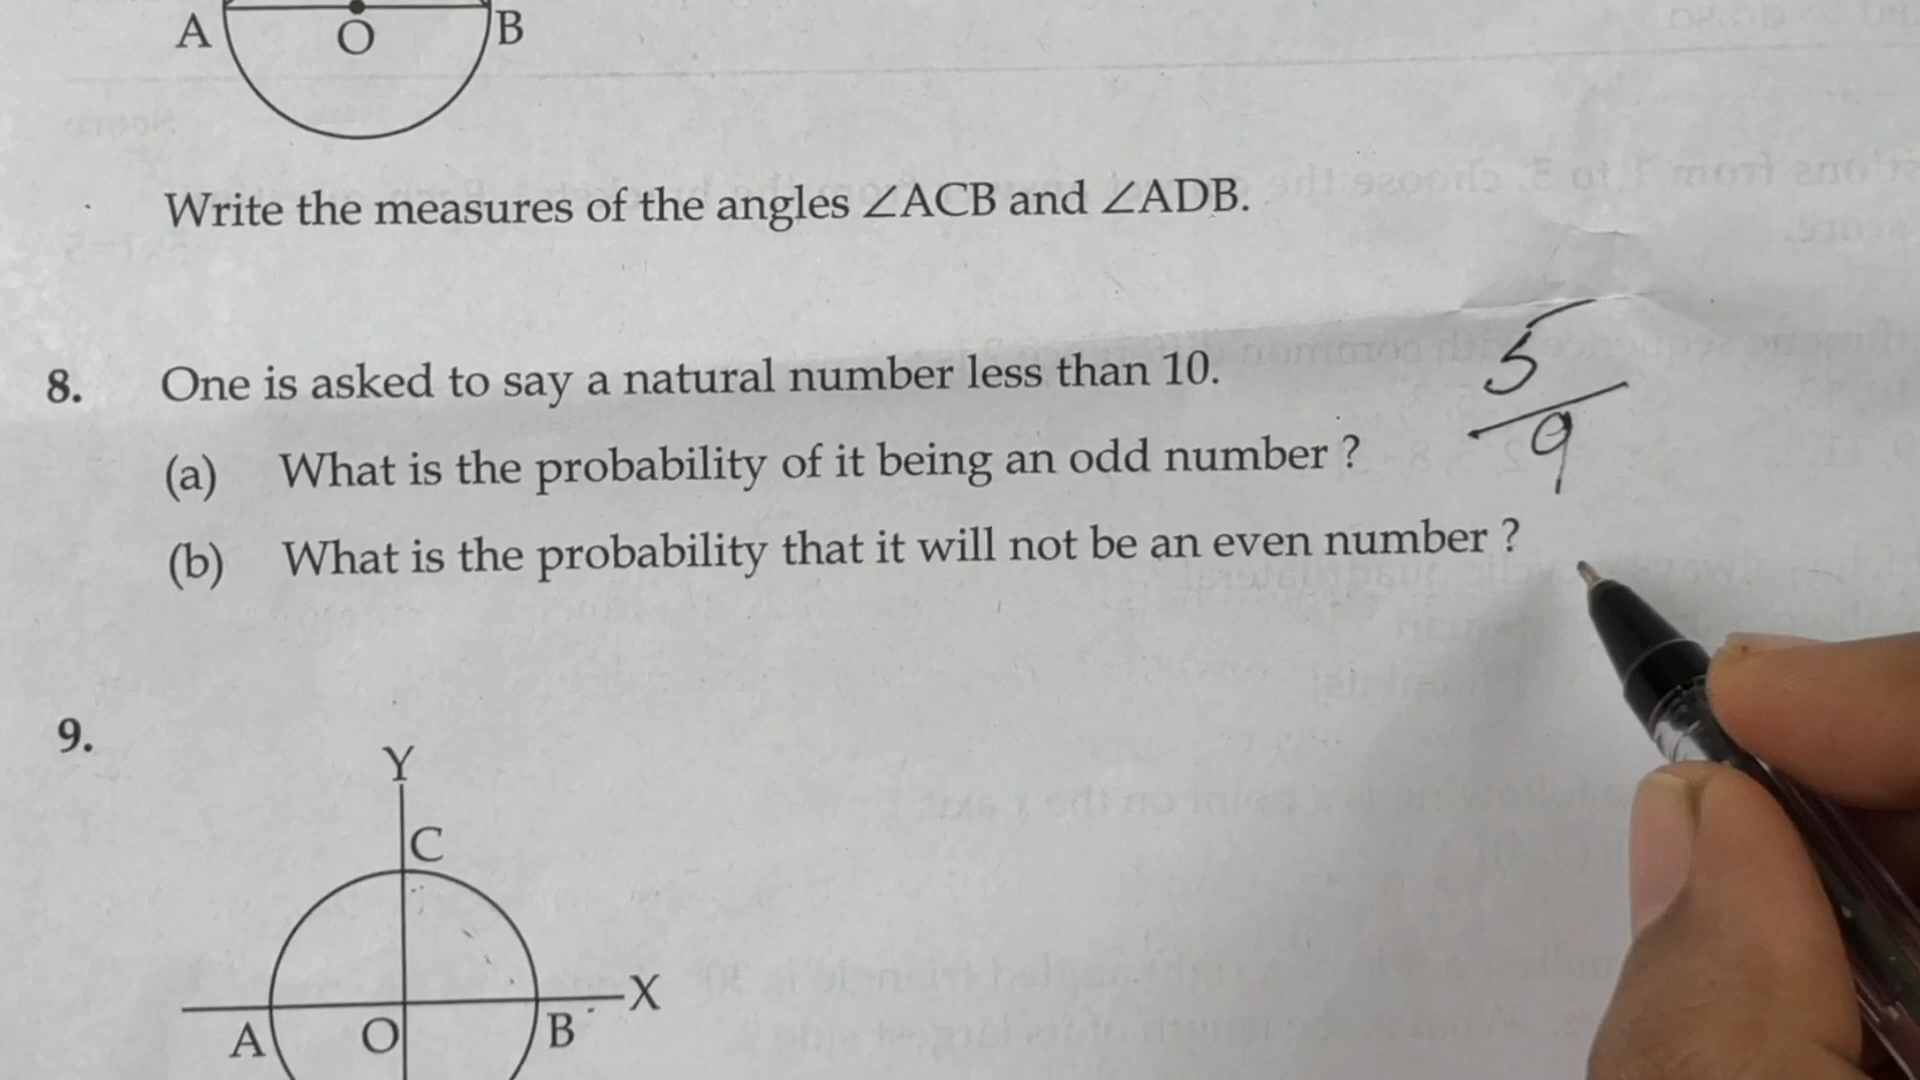 A O B
Write the measures of the angles ∠ACB and ∠ADB.
8. One is asked to say a natural number less than 10.
(a) What is the probability of it being an odd number ?
5
9
(b) What is the probability that it will not be an even number ?
9.
Y
C
X
A O B